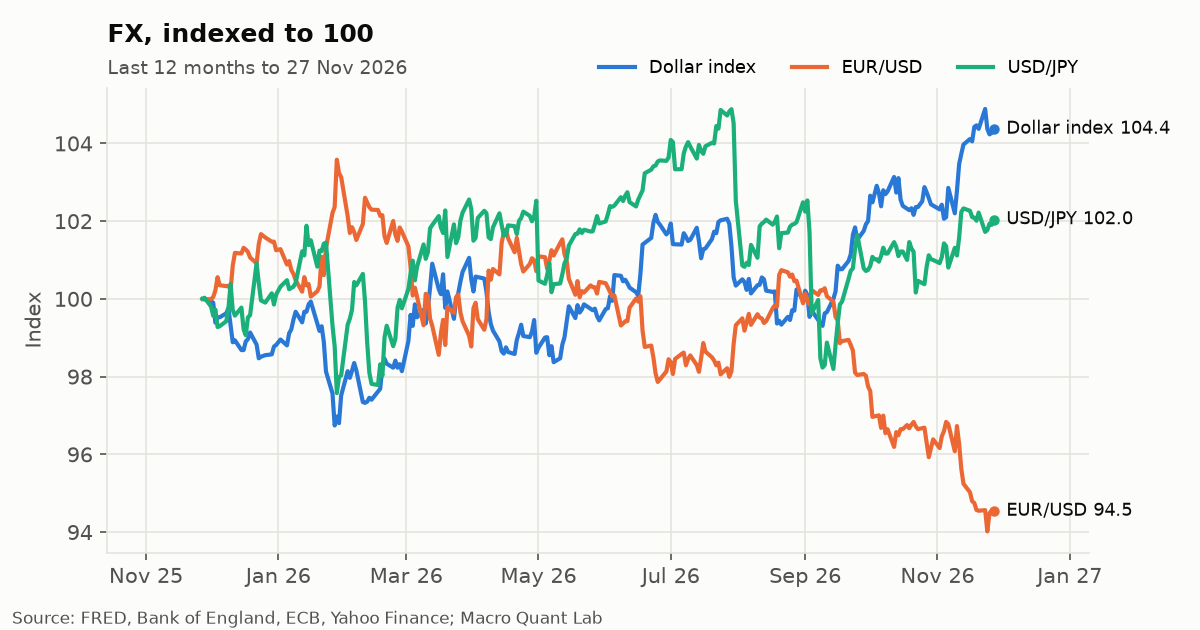 FX, indexed to 100
Last 12 months to 27 Nov 2026
Dollar index
EUR/USD
USD/JPY
104
102
100
98
96
94
Index
Dollar index 104.4
USD/JPY 102.0
EUR/USD 94.5
Nov 25
Jan 26
Mar 26
May 26
Jul 26
Sep 26
Nov 26
Jan 27
Source: FRED, Bank of England, ECB, Yahoo Finance; Macro Quant Lab